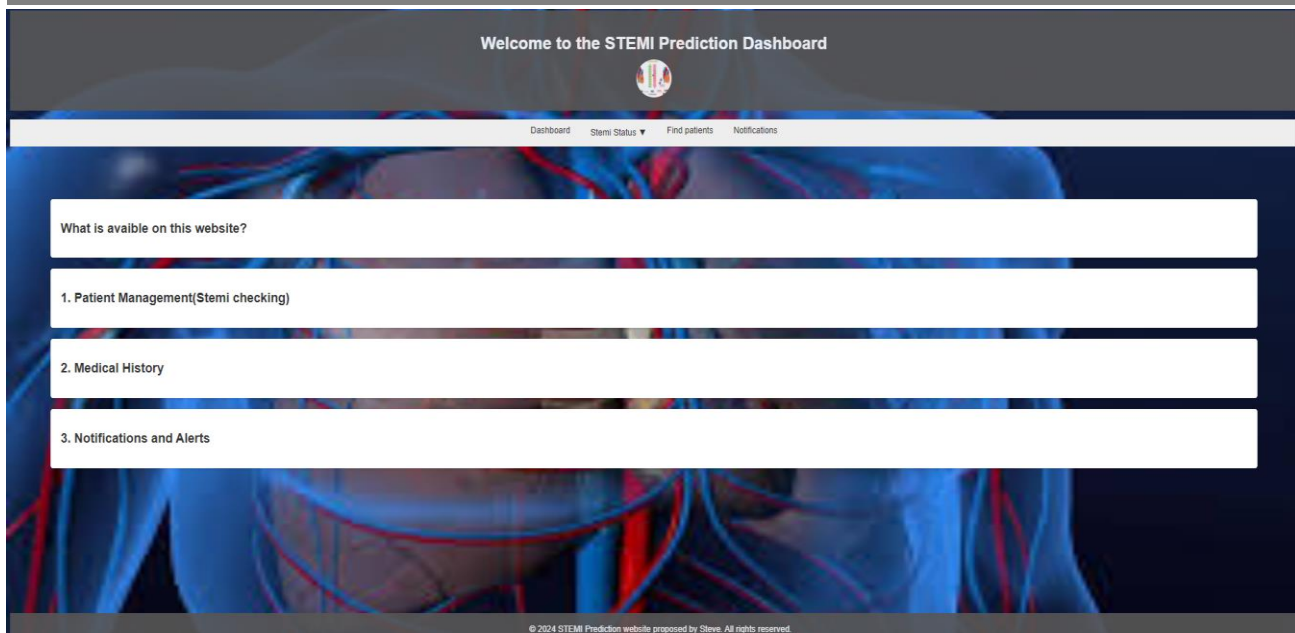 Welcome to the STEMI Prediction Dashboard
Dashboard Stemi Status ▼ Find patients Notifications
What is avaible on this website?
1. Patient Management(Stemi checking)
2. Medical History
3. Notifications and Alerts
© 2024 STEMI Prediction website proposed by Steve. All rights reserved.